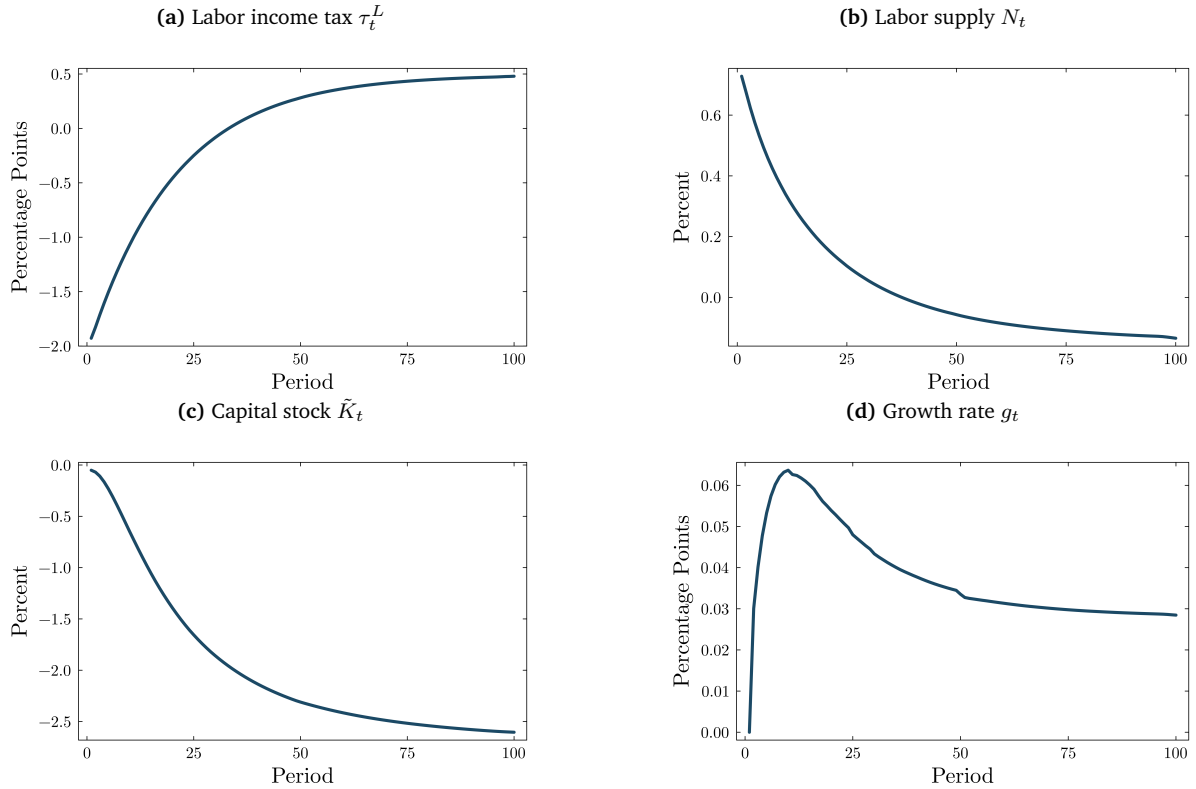 (a) Labor income tax τ_t^L
0.5
0.0
−0.5
−1.0
−1.5
−2.0
Percentage Points
0 25 50 75 100
Period
(b) Labor supply N_t
0.6
0.4
0.2
0.0
Percent
0 25 50 75 100
Period
(c) Capital stock K̃_t
0.0
−0.5
−1.0
−1.5
−2.0
−2.5
Percent
0 25 50 75 100
Period
(d) Growth rate g_t
0.06
0.05
0.04
0.03
0.02
0.01
0.00
Percentage Points
0 25 50 75 100
Period